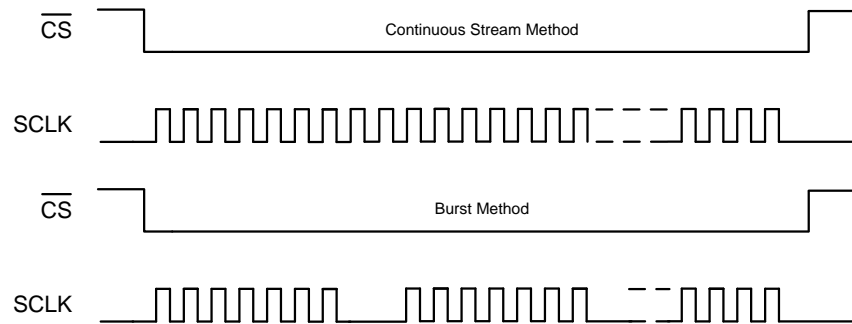 CS
Continuous Stream Method
SCLK
CS
Burst Method
SCLK